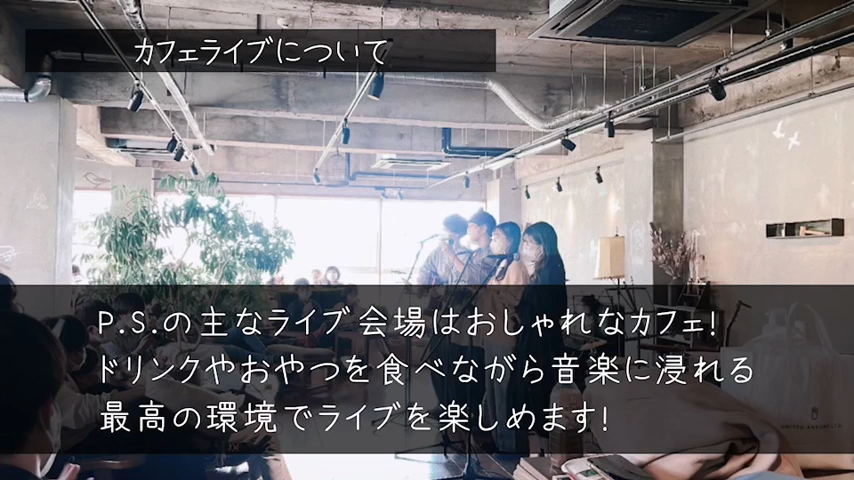 カフェライブについて
P.S.の主なライブ会場はおしゃれなカフェ!
ドリンクやおやつを食べながら音楽に浸れる
最高の環境でライブを楽しめます!